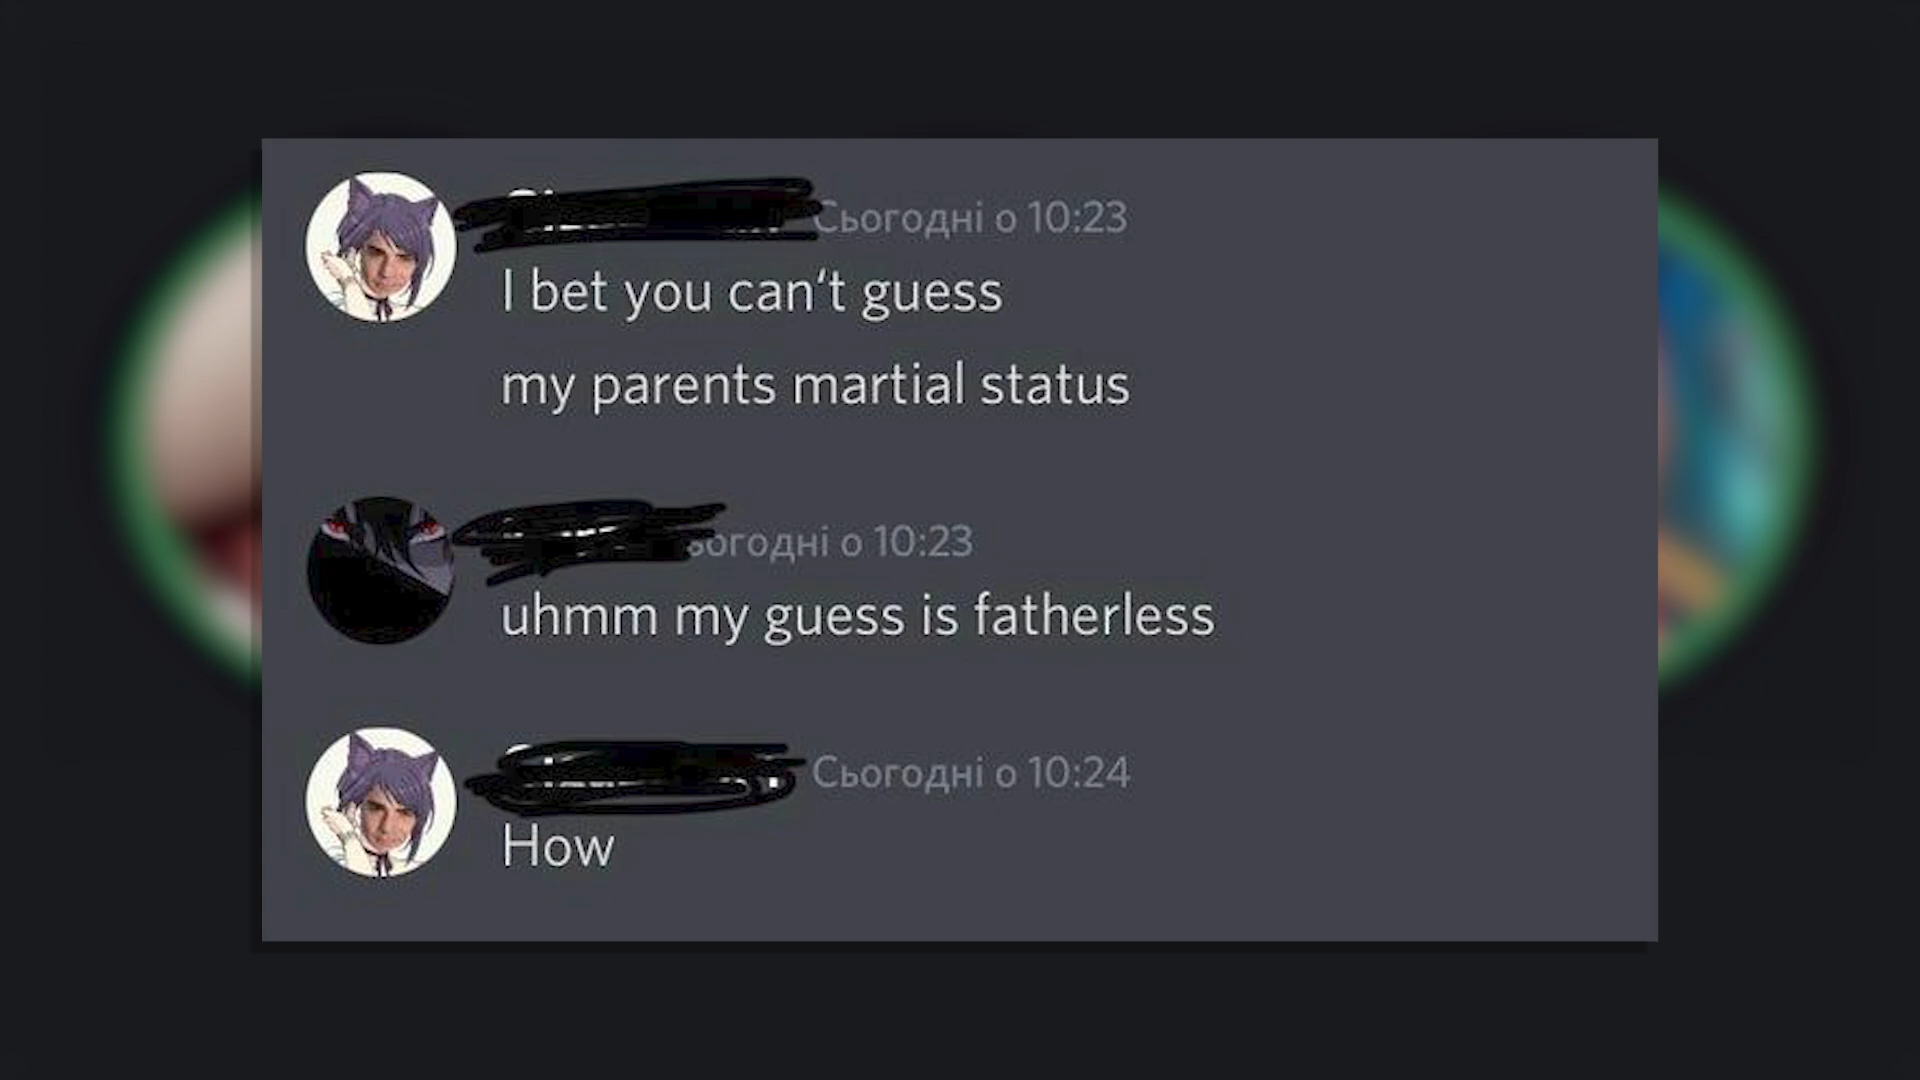 Сьогодні о 10:23
I bet you can‘t guess
my parents martial status
о 10:23
uhmm my guess is fatherless
Сьогодні о 10:24
How